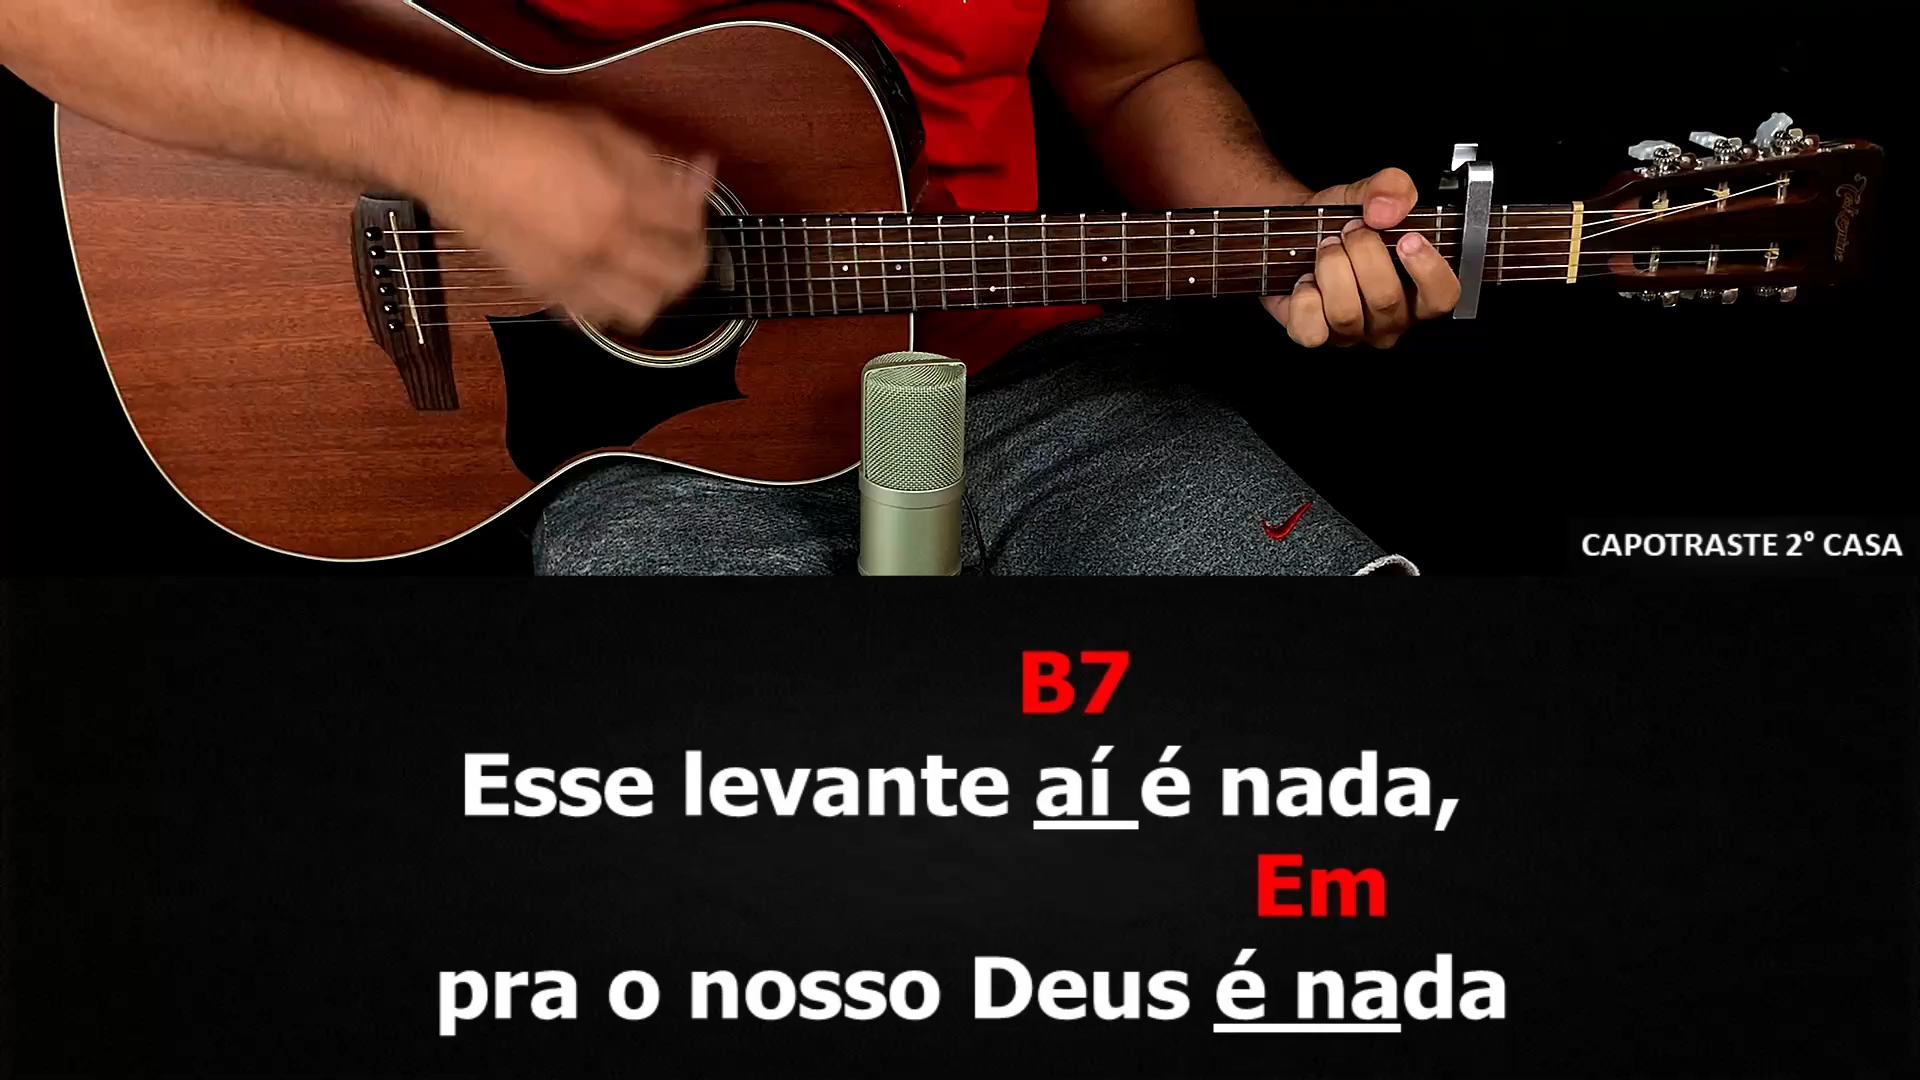 CAPOTRASTE 2° CASA
B7
Esse levante aí é nada,
Em
pra o nosso Deus é nada